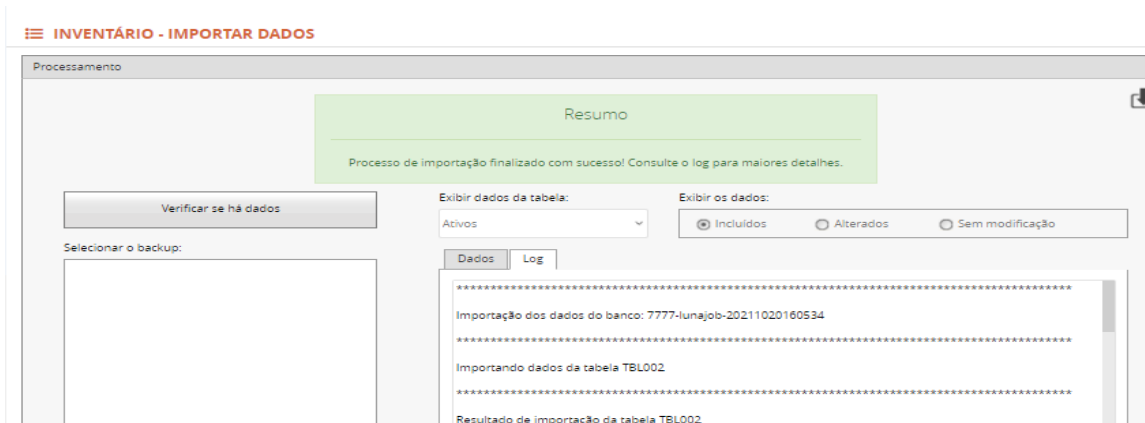 INVENTÁRIO - IMPORTAR DADOS
Processamento
Resumo
Processo de importação finalizado com sucesso! Consulte o log para maiores detalhes.
Verificar se há dados
Exibir dados da tabela:
Exibir os dados:
Ativos
Incluídos
Alterados
Sem modificação
Selecionar o backup:
Dados
Log
*******************************************************************************************
Importação dos dados do banco: 7777-lunajob-20211020160534
*******************************************************************************************
Importando dados da tabela TBL002
*******************************************************************************************
Resultado de importação da tabela TBL002